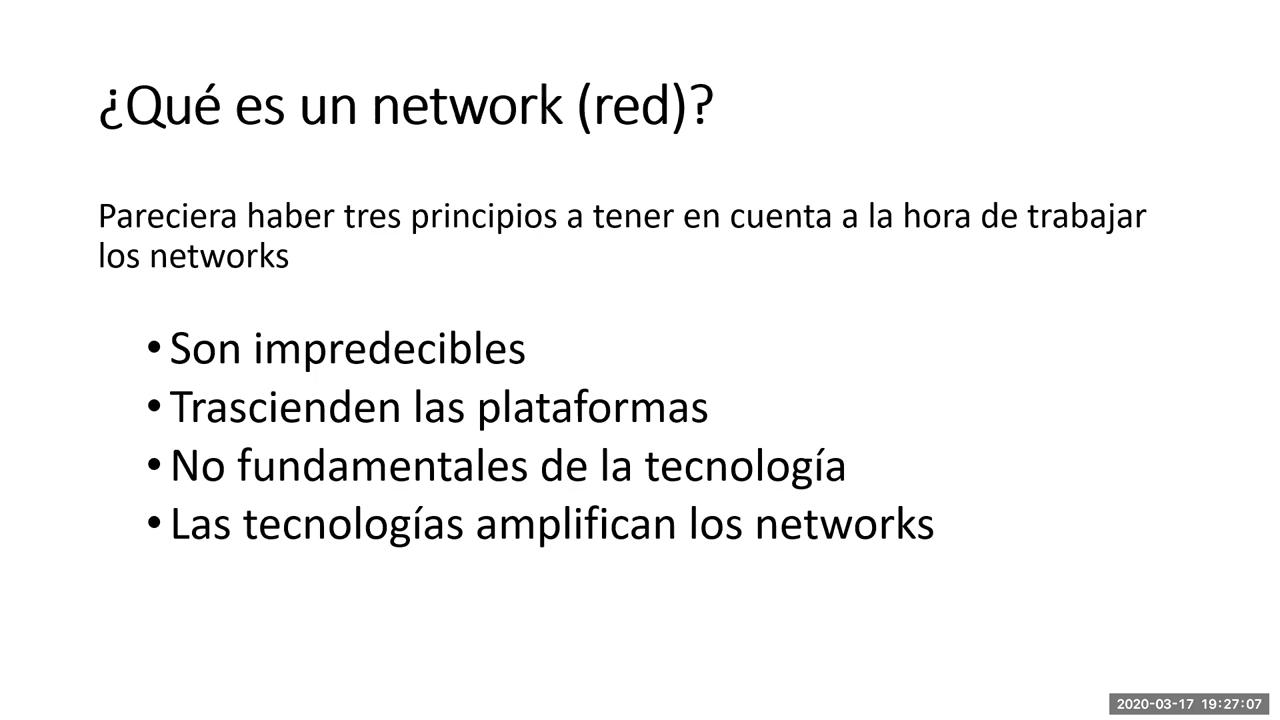 ¿Qué es un network (red)?
Pareciera haber tres principios a tener en cuenta a la hora de trabajar
los networks
• Son impredecibles
• Trascienden las plataformas
• No fundamentales de la tecnología
• Las tecnologías amplifican los networks
2020-03-17 19:27:07